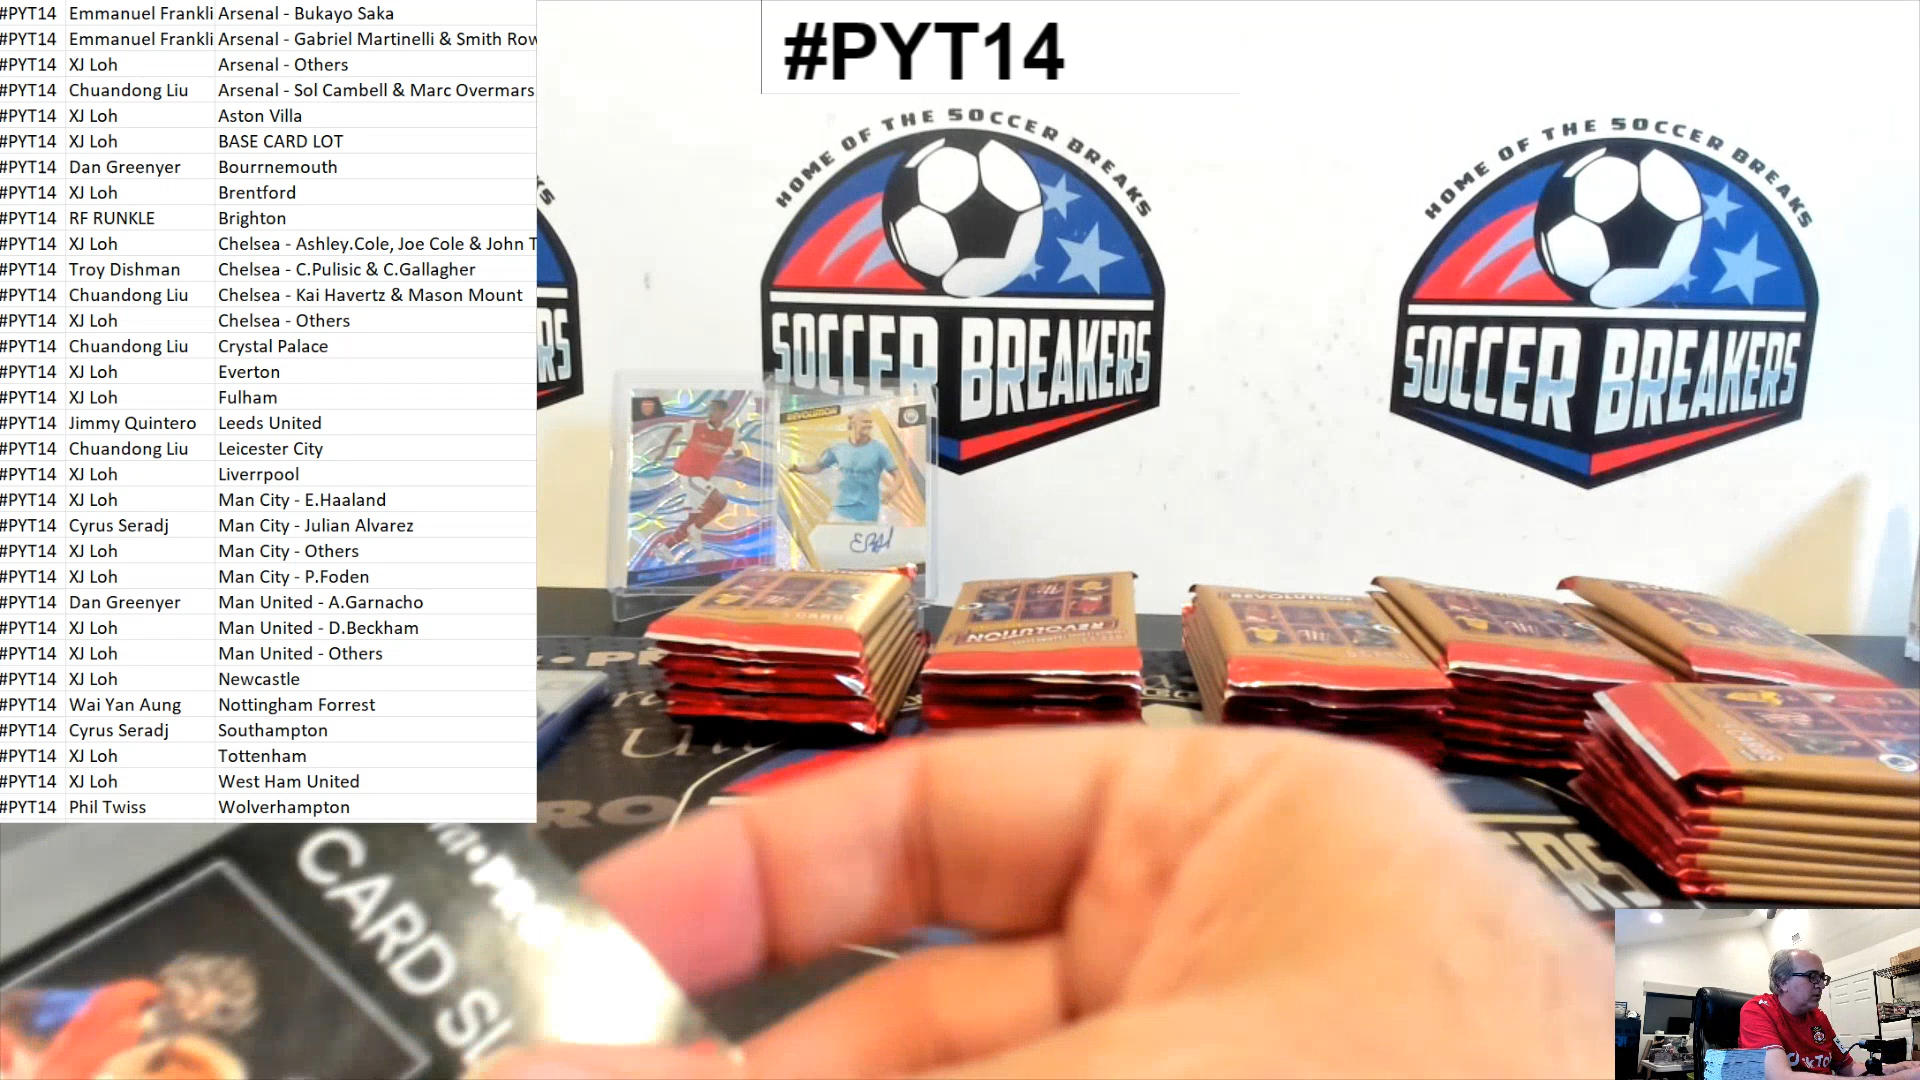 #PYT14 Emmanuel Frankli Arsenal - Bukayo Saka
#PYT14 Emmanuel Frankli Arsenal - Gabriel Martinelli & Smith Row
#PYT14 XJ Loh Arsenal - Others
#PYT14 Chuandong Liu Arsenal - Sol Cambell & Marc Overmars
#PYT14 XJ Loh Aston Villa
#PYT14 XJ Loh BASE CARD LOT
#PYT14 Dan Greenyer Bourrnemouth
#PYT14 XJ Loh Brentford
#PYT14 RF RUNKLE Brighton
#PYT14 XJ Loh Chelsea - Ashley.Cole, Joe Cole & John T
#PYT14 Troy Dishman Chelsea - C.Pulisic & C.Gallagher
#PYT14 Chuandong Liu Chelsea - Kai Havertz & Mason Mount
#PYT14 XJ Loh Chelsea - Others
#PYT14 Chuandong Liu Crystal Palace
#PYT14 XJ Loh Everton
#PYT14 XJ Loh Fulham
#PYT14 Jimmy Quintero Leeds United
#PYT14 Chuandong Liu Leicester City
#PYT14 XJ Loh Liverrpool
#PYT14 XJ Loh Man City - E.Haaland
#PYT14 Cyrus Seradj Man City - Julian Alvarez
#PYT14 XJ Loh Man City - Others
#PYT14 XJ Loh Man City - P.Foden
#PYT14 Dan Greenyer Man United - A.Garnacho
#PYT14 XJ Loh Man United - D.Beckham
#PYT14 XJ Loh Man United - Others
#PYT14 XJ Loh Newcastle
#PYT14 Wai Yan Aung Nottingham Forrest
#PYT14 Cyrus Seradj Southampton
#PYT14 XJ Loh Tottenham
#PYT14 XJ Loh West Ham United
#PYT14 Phil Twiss Wolverhampton
#PYT14
HOME OF THE SOCCER BREAKS
SOCCER BREAKERS
HOME OF THE SOCCER BREAKS
SOCCER BREAKERS
KS
RS
REVOLUTION
REVOLUTION
REVOLUTION
CARD
ERS